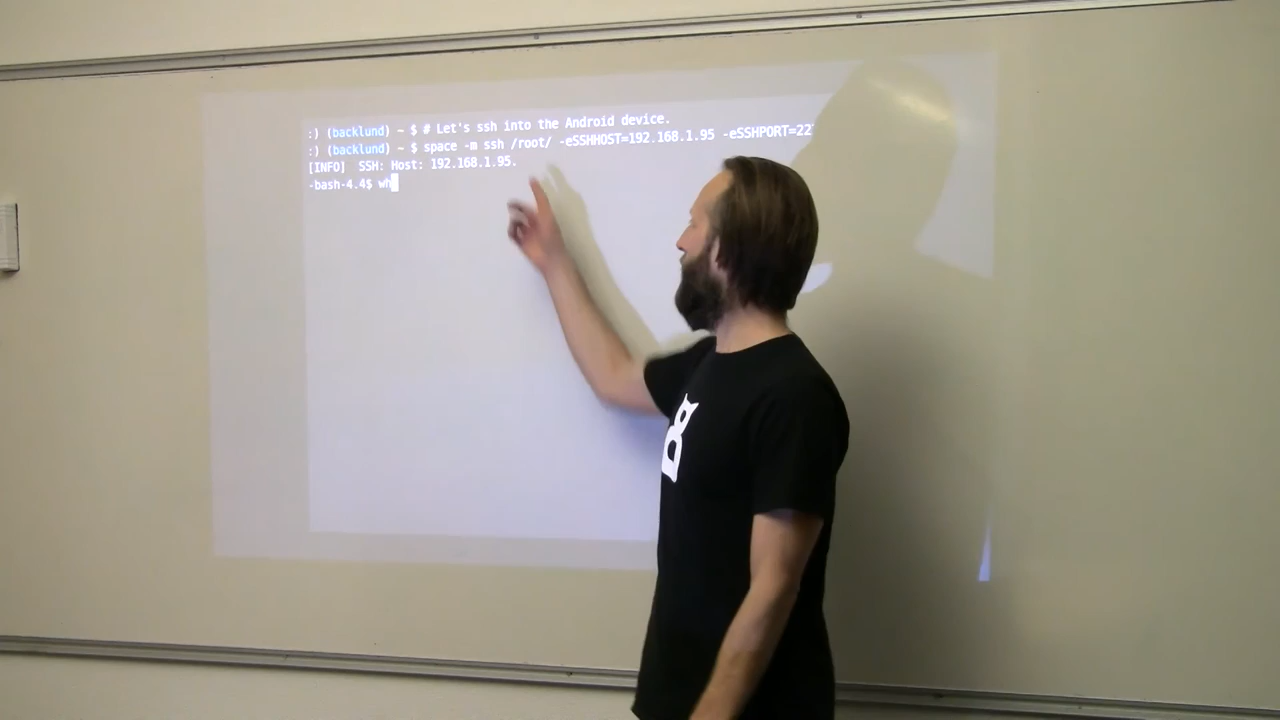 :) (backlund) ~ $ # Let's ssh into the Android device.
:) (backlund) ~ $ space -m ssh /root/ -eSSHHOST=192.168.1.95 -eSSHPORT=22
[INFO]  SSH: Host: 192.168.1.95.
-bash-4.4$ wh